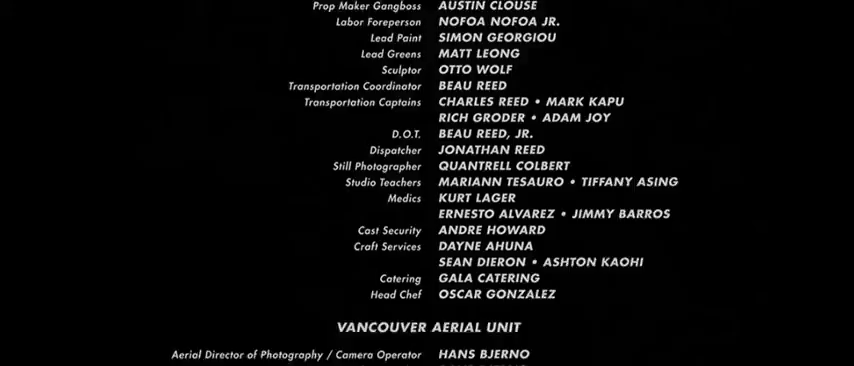 Prop Maker Gangboss AUSTIN CLOUSE
Labor Foreperson NOFOA NOFOA JR.
Lead Paint SIMON GEORGIOU
Lead Greens MATT LEONG
Sculptor OTTO WOLF
Transportation Coordinator BEAU REED
Transportation Captains CHARLES REED • MARK KAPU
RICH GRODER • ADAM JOY
D.O.T. BEAU REED, JR.
Dispatcher JONATHAN REED
Still Photographer QUANTRELL COLBERT
Studio Teachers MARIANN TESAURO • TIFFANY ASING
Medics KURT LAGER
ERNESTO ALVAREZ • JIMMY BARROS
Cast Security ANDRE HOWARD
Craft Services DAYNE AHUNA
SEAN DIERON • ASHTON KAOHI
Catering GALA CATERING
Head Chef OSCAR GONZALEZ
VANCOUVER AERIAL UNIT
Aerial Director of Photography / Camera Operator HANS BJERNO